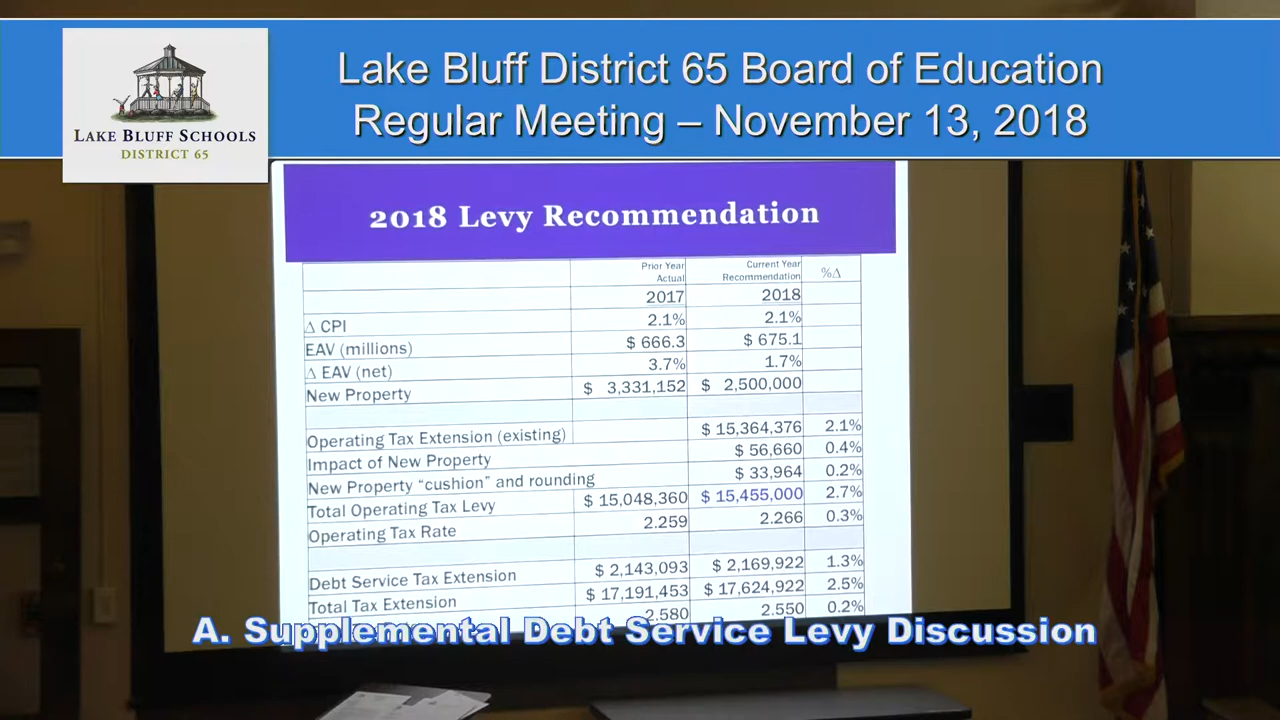 Lake Bluff District 65 Board of Education
Regular Meeting – November 13, 2018
LAKE BLUFF SCHOOLS
DISTRICT 65
2018 Levy Recommendation
Prior Year Actual Current Year Recommendation %Δ
2017 2018
Δ CPI 2.1% 2.1%
EAV (millions) $ 666.3 $ 675.1
Δ EAV (net) 3.7% 1.7%
New Property $ 3,331,152 $ 2,500,000
Operating Tax Extension (existing) $ 15,364,376 2.1%
Impact of New Property $ 56,660 0.4%
New Property “cushion” and rounding $ 33,964 0.2%
Total Operating Tax Levy $ 15,048,360 $ 15,455,000 2.7%
Operating Tax Rate 2.259 2.266 0.3%
Debt Service Tax Extension $ 2,143,093 $ 2,169,922 1.3%
Total Tax Extension $ 17,191,453 $ 17,624,922 2.5%
2.580 2.550 0.2%
A. Supplemental Debt Service Levy Discussion